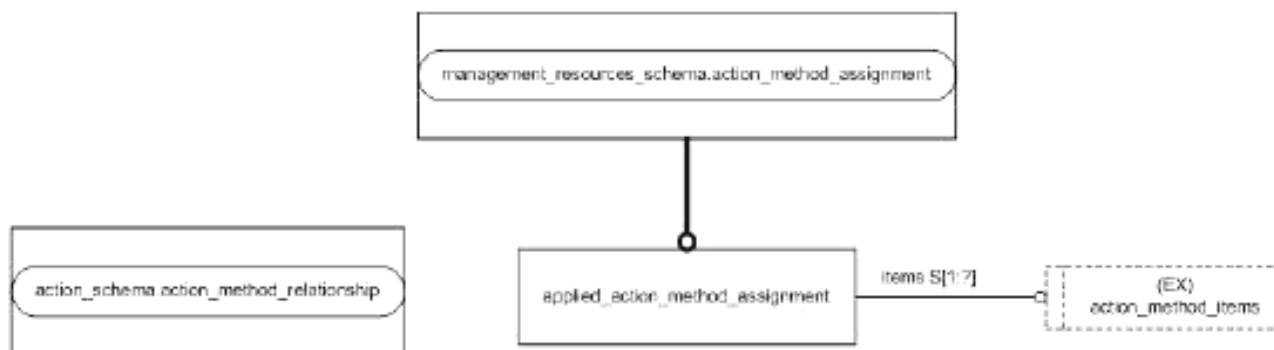 management_resources_schema.action_method_assignment
action_schema.action_method_relationship
applied_action_method_assignment
items S[1:?]
(EX)
action_method_items